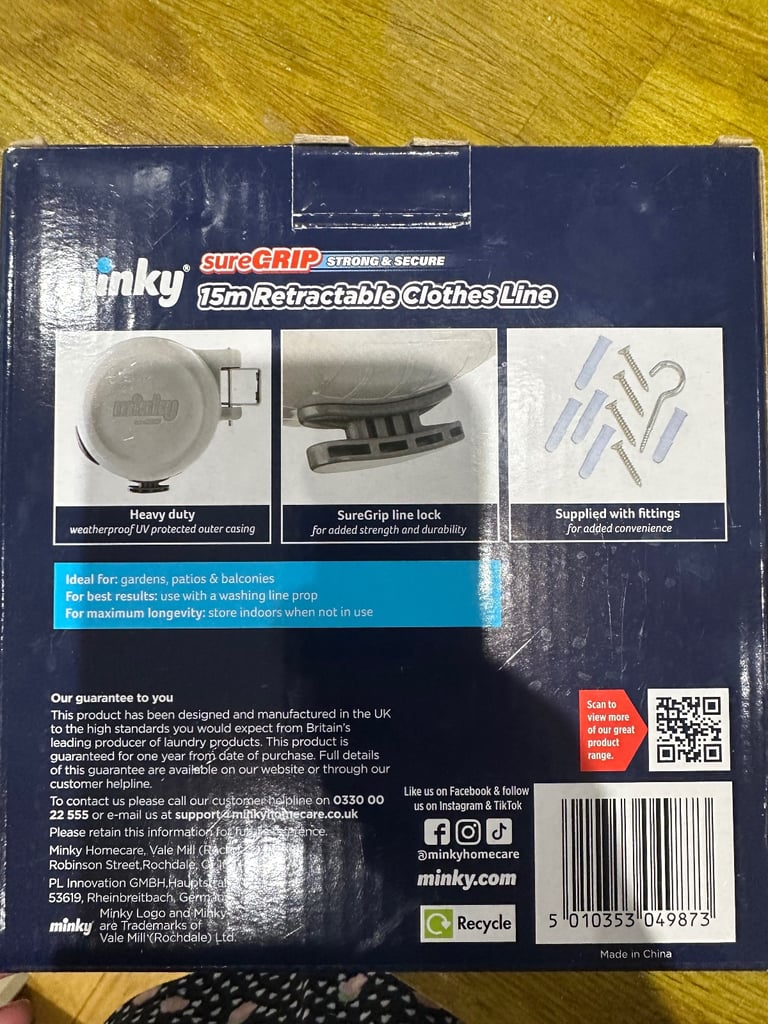 minky®
sureGRIP STRONG & SECURE
15m Retractable Clothes Line
minky
Heavy duty
weatherproof UV protected outer casing
SureGrip line lock
for added strength and durability
Supplied with fittings
for added convenience
Ideal for: gardens, patios & balconies
For best results: use with a washing line prop
For maximum longevity: store indoors when not in use
Our guarantee to you
This product has been designed and manufactured in the UK
to the high standards you would expect from Britain's
leading producer of laundry products. This product is
guaranteed for one year from date of purchase. Full details
of this guarantee are available on our website or through our
customer helpline.
To contact us please call our customer helpline on 0330 00
22 555 or e-mail us at support@minkyhomecare.co.uk
Please retain this information for future reference.
Minky Homecare, Vale Mill
Robinson Street, Rochdale,
PL Innovation GMBH,
53619, Rheinbreitbach, Germany
minky
Minky Logo and Minky
are Trademarks of
Vale Mill (Rochdale) Ltd.
Scan to
view more
of our great
product
range.
Like us on Facebook & follow
us on Instagram & TikTok
@minkyhomecare
minky.com
Recycle
5 010353 049873
Made in China